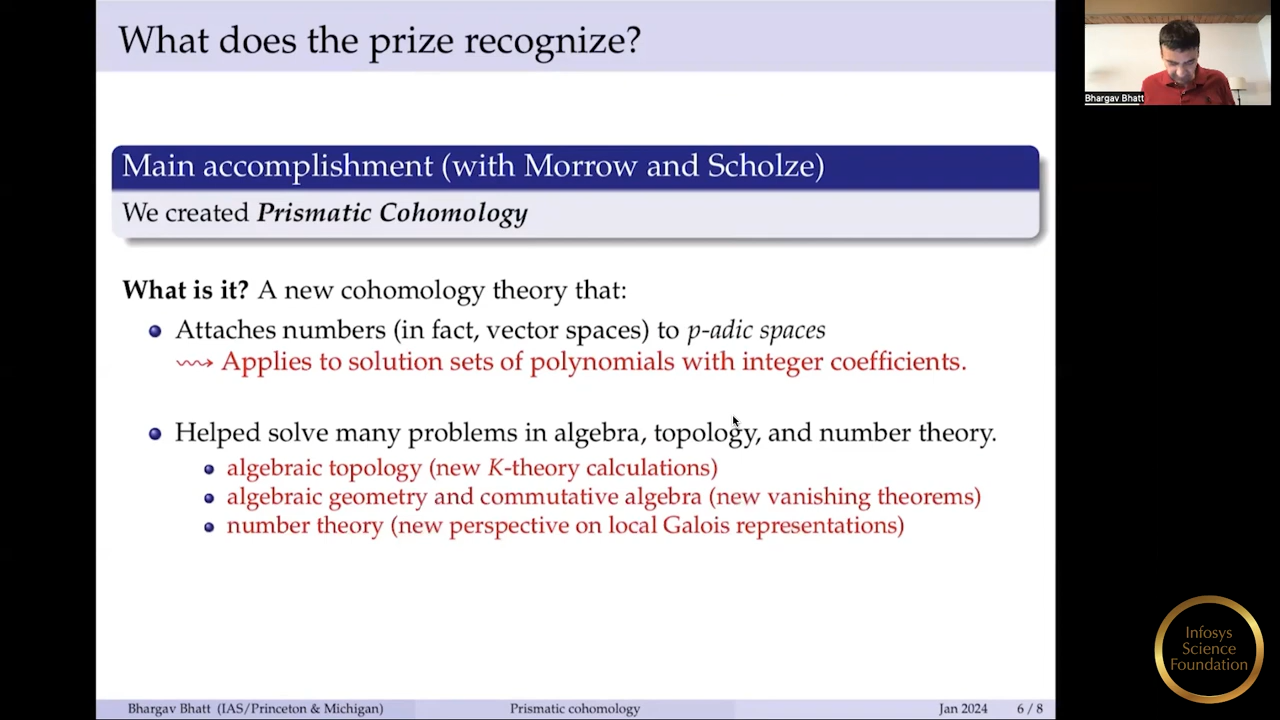 What does the prize recognize?
Bhargav Bhatt
Main accomplishment (with Morrow and Scholze)
We created Prismatic Cohomology
What is it? A new cohomology theory that:
Attaches numbers (in fact, vector spaces) to p-adic spaces
⇝ Applies to solution sets of polynomials with integer coefficients.
Helped solve many problems in algebra, topology, and number theory.
algebraic topology (new K-theory calculations)
algebraic geometry and commutative algebra (new vanishing theorems)
number theory (new perspective on local Galois representations)
Infosys
Science
Foundation
Bhargav Bhatt (IAS/Princeton & Michigan) Prismatic cohomology Jan 2024 6 / 8